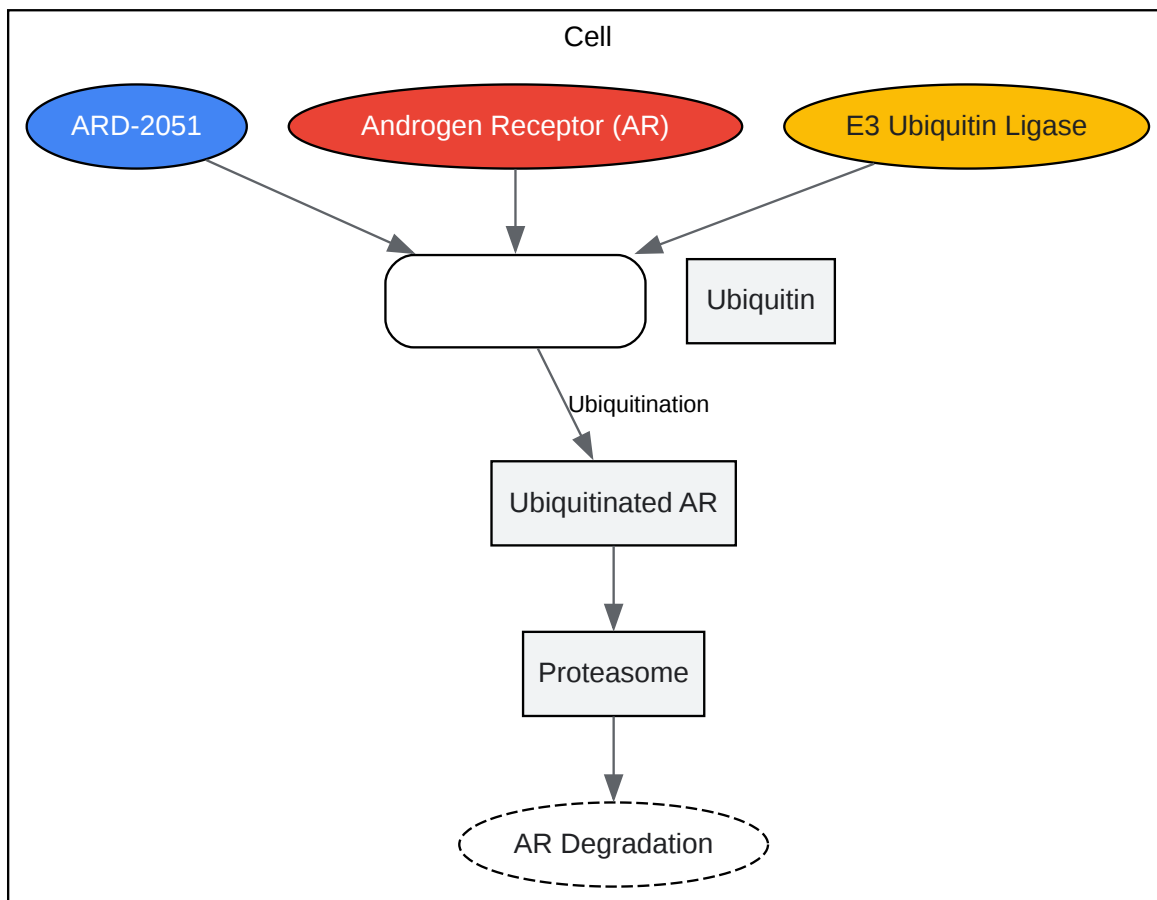 Cell
ARD-2051
Androgen Receptor (AR)
E3 Ubiquitin Ligase
Ubiquitin
Ubiquitination
Ubiquitinated AR
Proteasome
AR Degradation